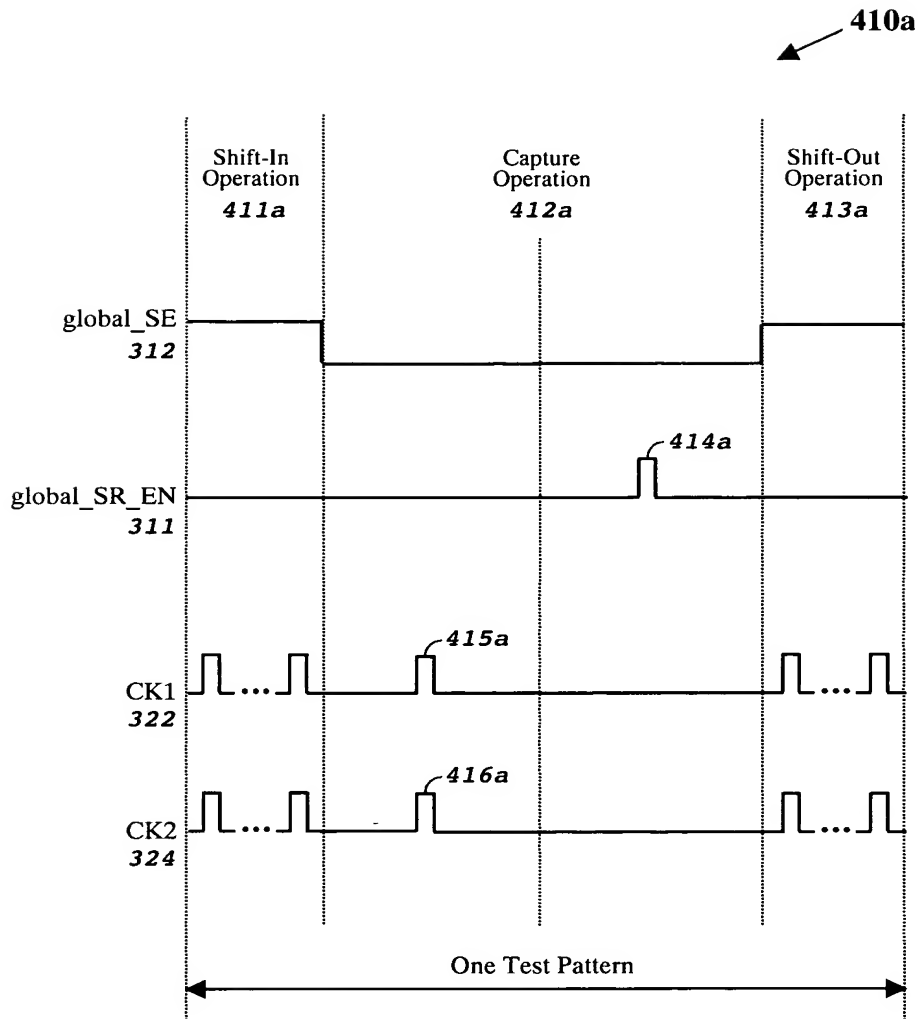 410a
Shift-In
Operation
411a
Capture
Operation
412a
Shift-Out
Operation
413a
global_SE
312
414a
global_SR_EN
311
415a
CK1
322
416a
CK2
324
One Test Pattern